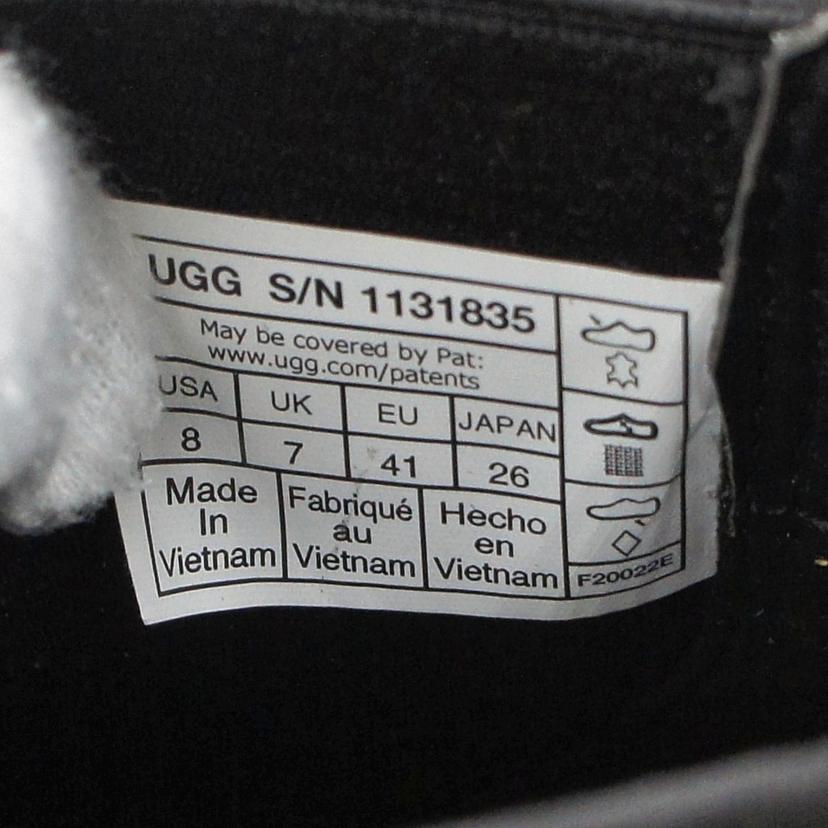 UGG S/N 1131835
May be covered by Pat:
www.ugg.com/patents
USA UK EU JAPAN
8 7 41 26
Made
In
Vietnam
Fabriqué
au
Vietnam
Hecho
en
Vietnam
F20022E